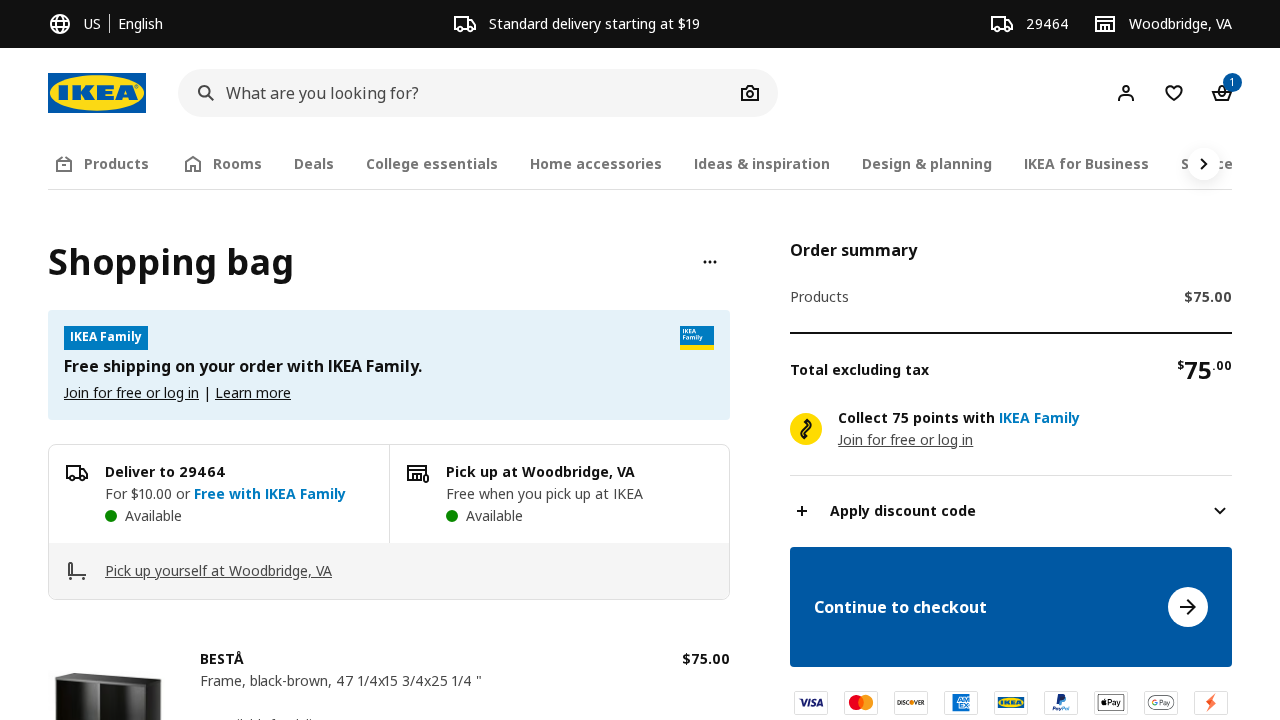 US English
Standard delivery starting at $19
29464
Woodbridge, VA
IKEA
What are you looking for?
1
0
Products
Rooms
Deals
College essentials
Home accessories
Ideas & inspiration
Design & planning
IKEA for Business
Shopping bag
IKEA Family
IKEA
Family
Free shipping on your order with IKEA Family.
Join for free or log in | Learn more
Deliver to 29464
For $10.00 or Free with IKEA Family
Available
Pick up at Woodbridge, VA
Free when you pick up at IKEA
Available
Pick up yourself at Woodbridge, VA
BESTÅ
$75.00
Frame, black-brown, 47 1/4x15 3/4x25 1/4 "
Order summary
Products
$75.00
Total excluding tax
$75.00
Collect 75 points with IKEA Family
Join for free or log in
Apply discount code
Continue to checkout
VISA
DISCOVER
AMEX
IKEA
PayPal
Pay
G Pay